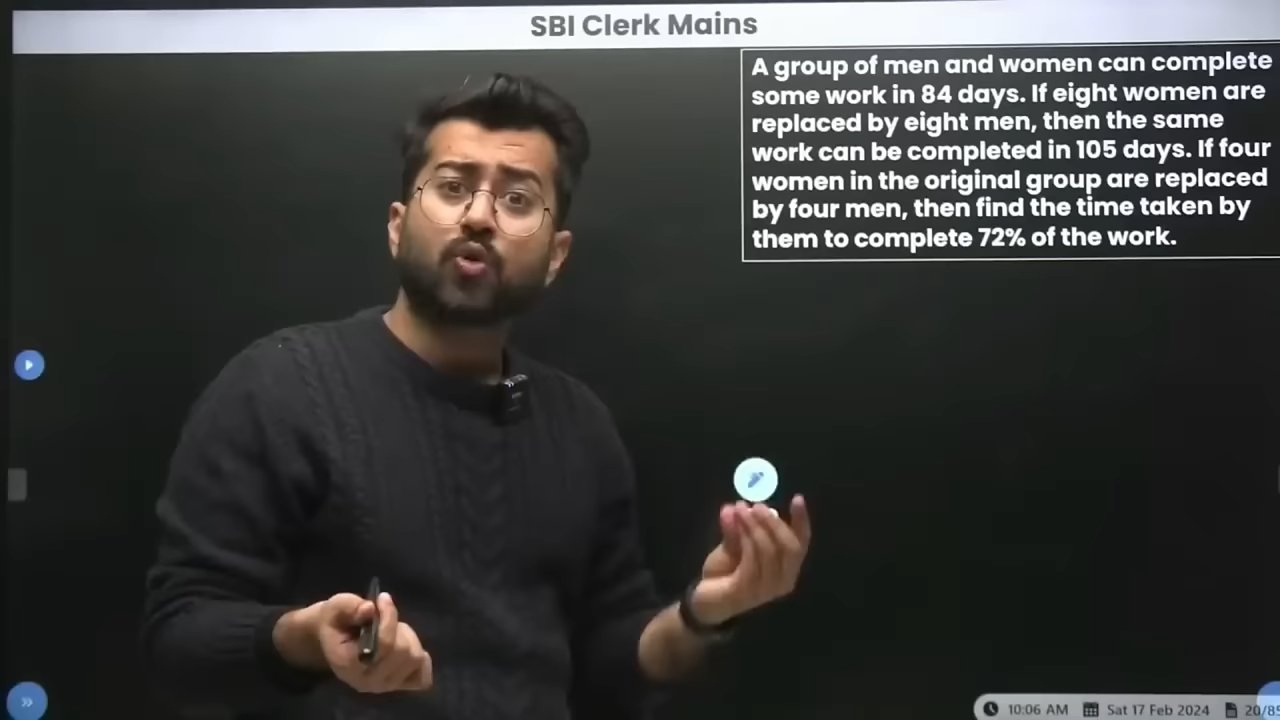 SBI Clerk Mains
A group of men and women can complete
some work in 84 days. If eight women are
replaced by eight men, then the same
work can be completed in 105 days. If four
women in the original group are replaced
by four men, then find the time taken by
them to complete 72% of the work.
10:06 AM Sat 17 Feb 2024 20/85